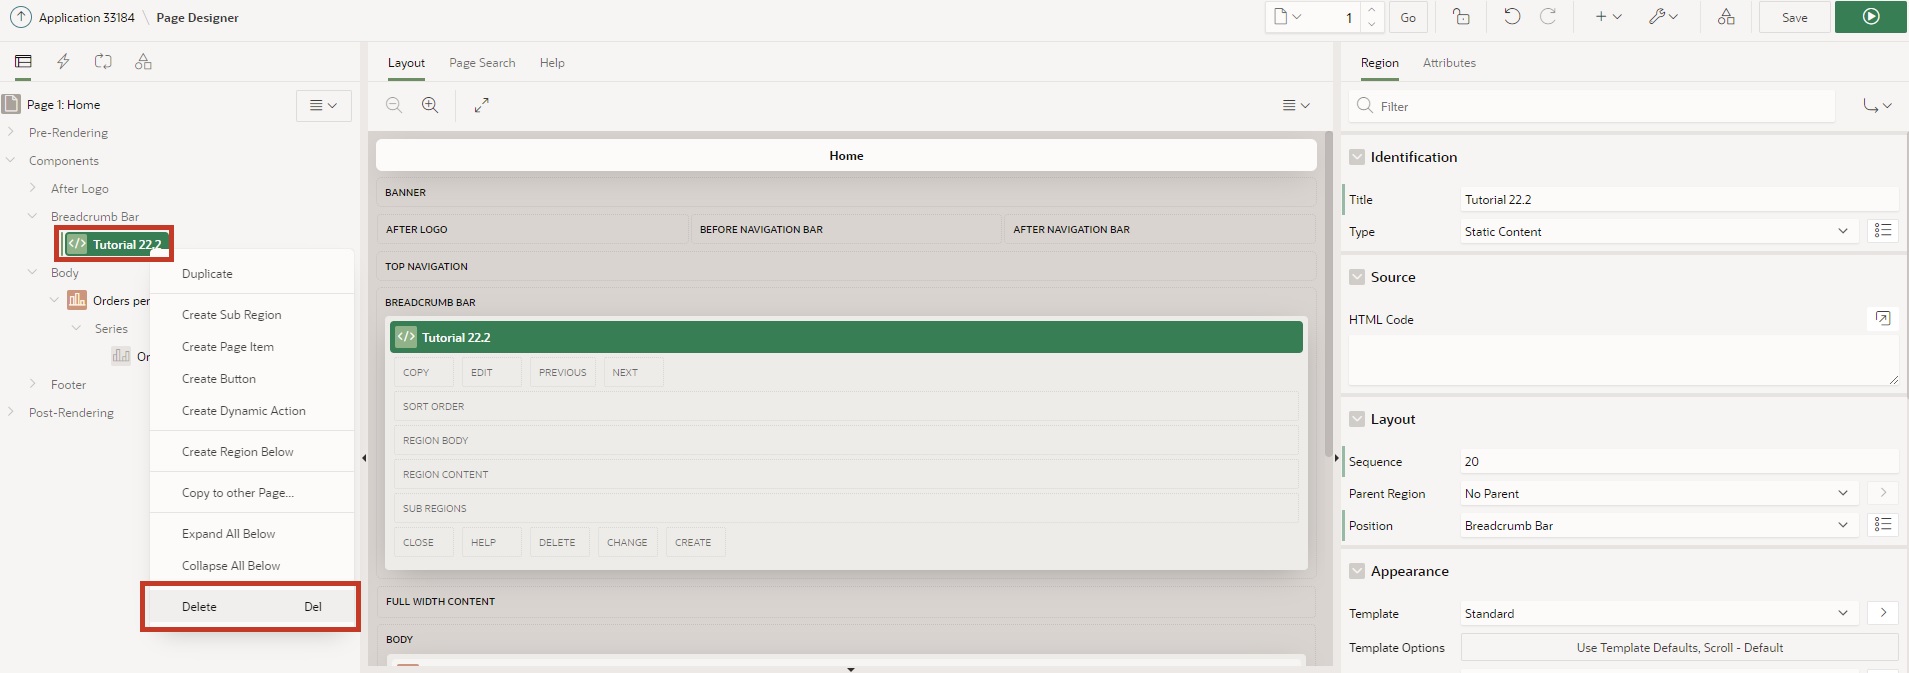 Application 33184 \ Page Designer
1 Go Save
Page 1: Home
Pre-Rendering
Components
After Logo
Breadcrumb Bar
Tutorial 22.2
Body
Orders per
Series
Or
Footer
Post-Rendering
Duplicate
Create Sub Region
Create Page Item
Create Button
Create Dynamic Action
Create Region Below
Copy to other Page...
Expand All Below
Collapse All Below
Delete Del
Layout Page Search Help
Home
BANNER
AFTER LOGO BEFORE NAVIGATION BAR AFTER NAVIGATION BAR
TOP NAVIGATION
BREADCRUMB BAR
Tutorial 22.2
COPY EDIT PREVIOUS NEXT
SORT ORDER
REGION BODY
REGION CONTENT
SUB REGIONS
CLOSE HELP DELETE CHANGE CREATE
FULL WIDTH CONTENT
BODY
Region Attributes
Filter
Identification
Title Tutorial 22.2
Type Static Content
Source
HTML Code
Layout
Sequence 20
Parent Region No Parent
Position Breadcrumb Bar
Appearance
Template Standard
Template Options Use Template Defaults, Scroll - Default